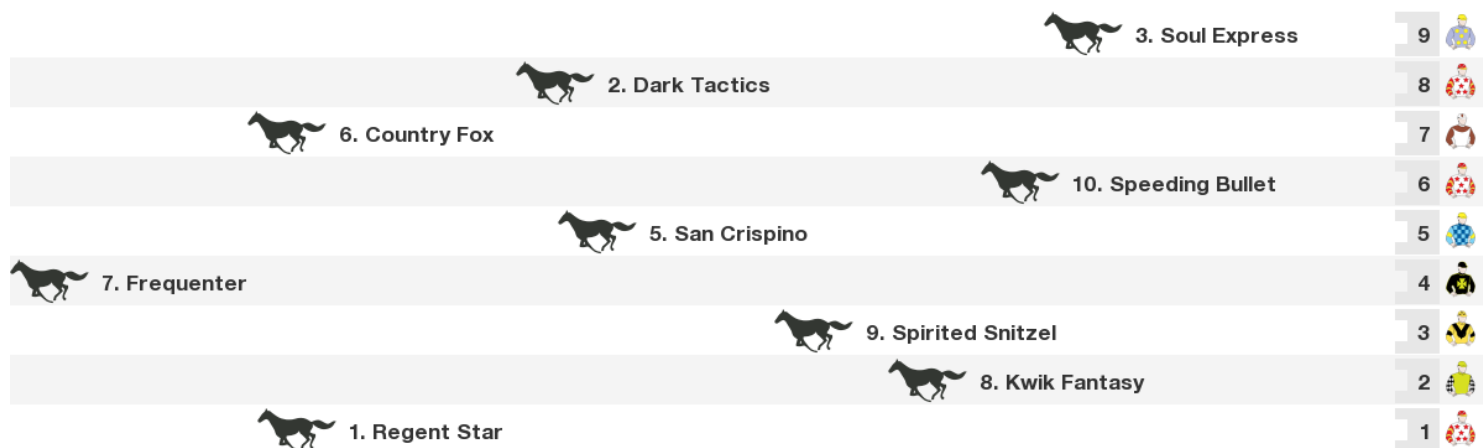 3. Soul Express 9
2. Dark Tactics 8
6. Country Fox 7
10. Speeding Bullet 6
5. San Crispino 5
7. Frequenter 4
9. Spirited Snitzel 3
8. Kwik Fantasy 2
1. Regent Star 1